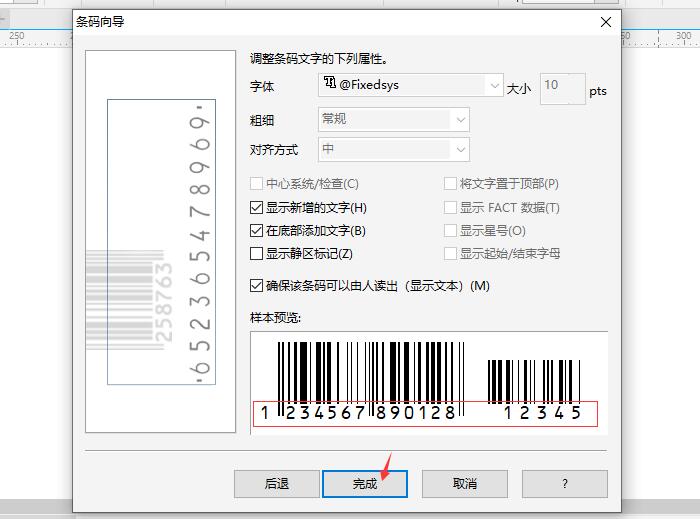 条码向导
250
300
调整条码文字的下列属性。
字体 @Fixedsys 大小 10 pts
粗细 常规
对齐方式 中
中心系统/检查(C) 将文字置于顶部(P)
显示新增的文字(H) 显示 FACT 数据(T)
在底部添加文字(B) 显示星号(O)
显示静区标记(Z) 显示起始/结束字母
确保该条码可以由人读出（显示文本）(M)
样本预览:
1 234567 890128 12345
258763
·6523654789 69·
后退 完成 取消 ?